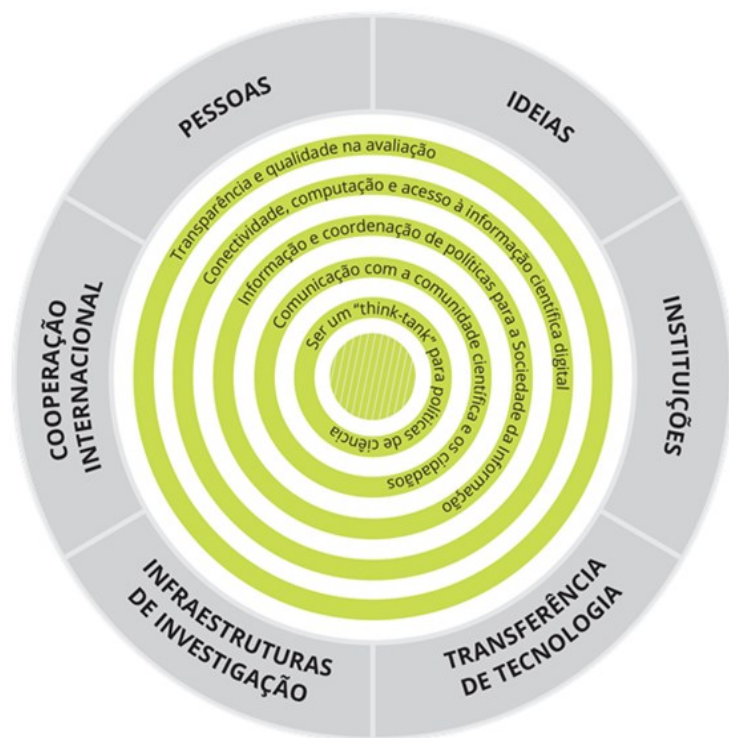 PESSOAS
IDEIAS
INSTITUIÇÕES
TRANSFERÊNCIA
DE TECNOLOGIA
INFRAESTRUTURAS
DE INVESTIGAÇÃO
COOPERAÇÃO
INTERNACIONAL
Transparência e qualidade na avaliação
Conectividade, computação e acesso à informação científica digital
Informação e coordenação de políticas para a Sociedade da Informação
Comunicação com a comunidade científica e os cidadãos
Ser um "think-tank" para políticas de ciência